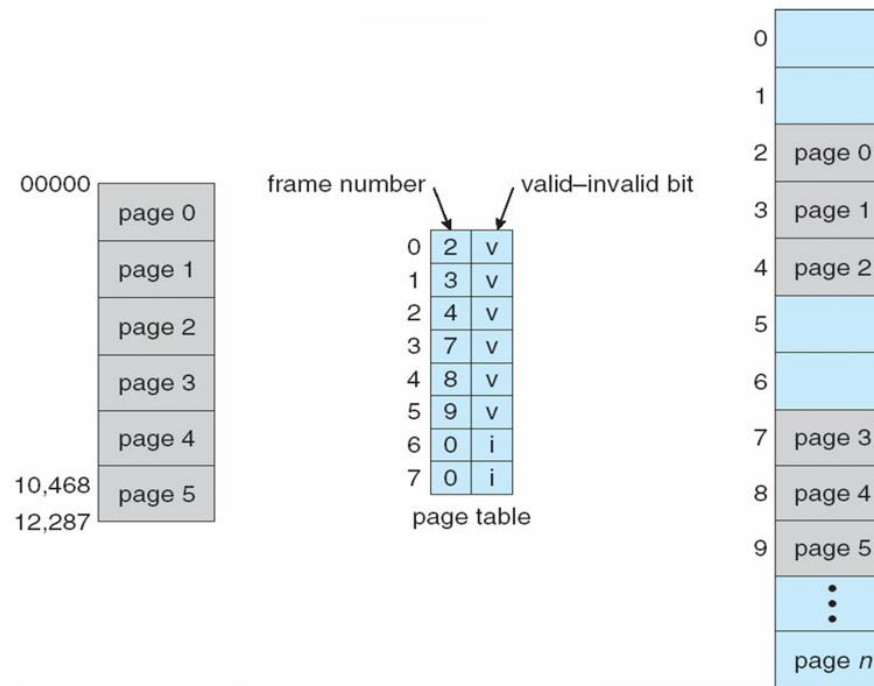 00000
page 0
page 1
page 2
page 3
page 4
10,468
page 5
12,287
frame number
valid–invalid bit
0 2 v
1 3 v
2 4 v
3 7 v
4 8 v
5 9 v
6 0 i
7 0 i
page table
0
1
2 page 0
3 page 1
4 page 2
5
6
7 page 3
8 page 4
9 page 5
page n